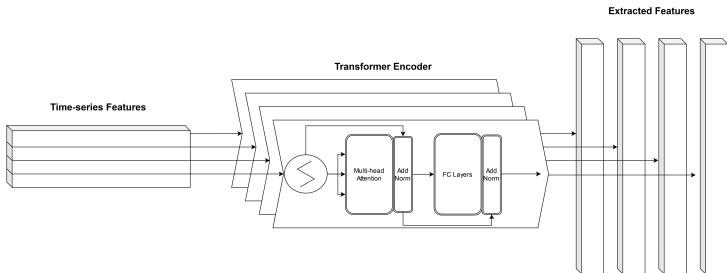 Extracted Features
Transformer Encoder
Time-series Features
Multi-head
Attention
Add
Norm
FC Layers
Add
Norm